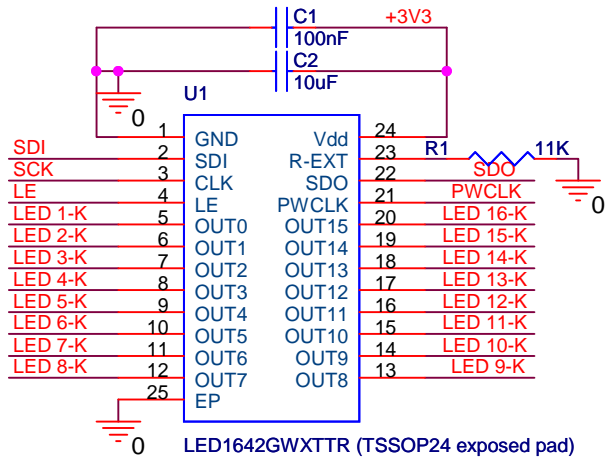 C1 +3V3
100nF
C2
10uF
0
U1
1 GND Vdd 24
SDI 2 SDI R-EXT 23 R1 11K
SCK 3 CLK SDO 22 SDO
LE 4 LE PWCLK 21 PWCLK
0
LED 1-K 5 OUT0 OUT15 20 LED 16-K
LED 2-K 6 OUT1 OUT14 19 LED 15-K
LED 3-K 7 OUT2 OUT13 18 LED 14-K
LED 4-K 8 OUT3 OUT12 17 LED 13-K
LED 5-K 9 OUT4 OUT11 16 LED 12-K
LED 6-K 10 OUT5 OUT10 15 LED 11-K
LED 7-K 11 OUT6 OUT9 14 LED 10-K
LED 8-K 12 OUT7 OUT8 13 LED 9-K
25 EP
0
LED1642GWXTTR (TSSOP24 exposed pad)